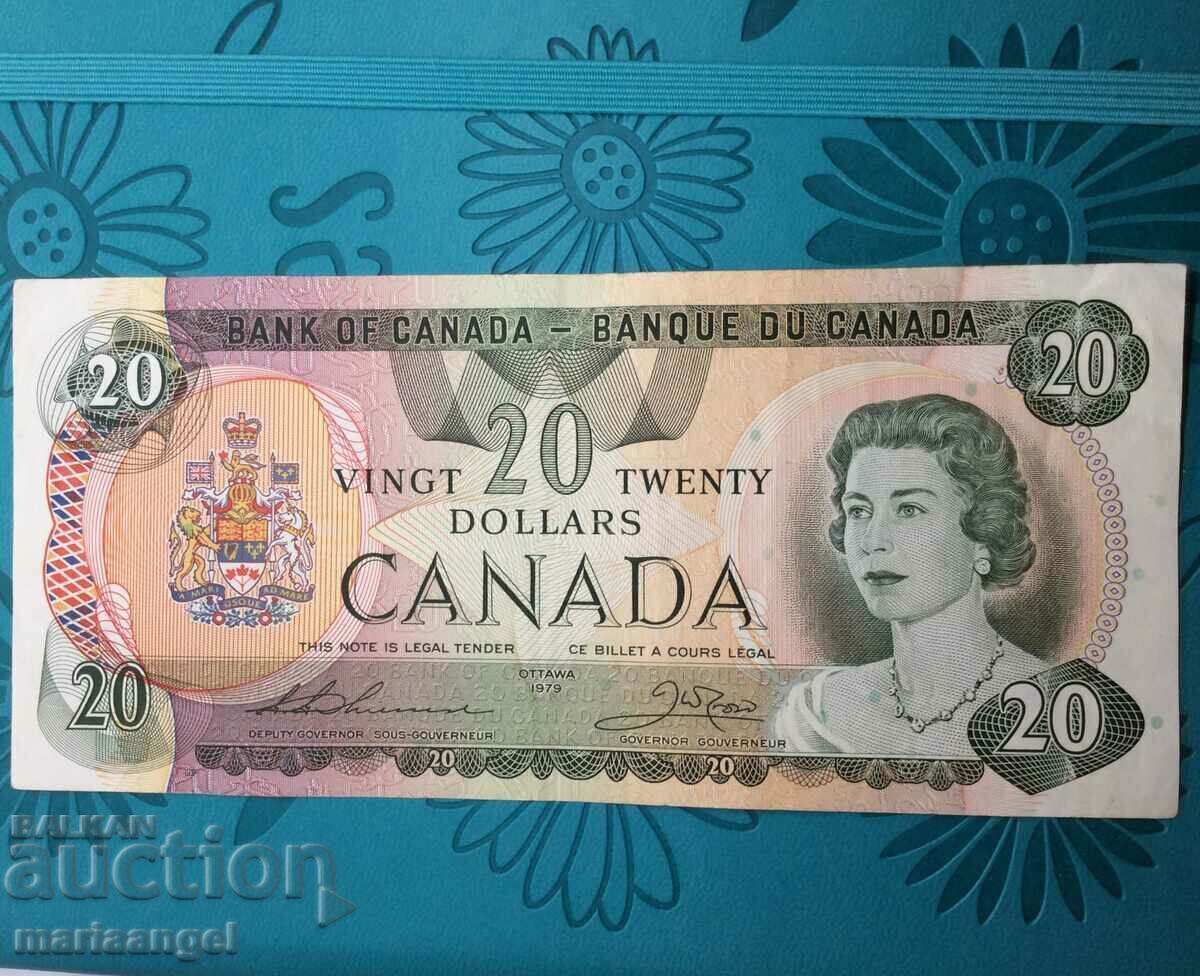 BANK OF CANADA – BANQUE DU CANADA
20
20
20
VINGT TWENTY
DOLLARS
CANADA
A MARI USQUE AD MARE
THIS NOTE IS LEGAL TENDER CE BILLET A COURS LÉGAL
OTTAWA
1979
20
20
DEPUTY GOVERNOR SOUS-GOUVERNEUR
GOVERNOR GOUVERNEUR
20
20
BALKAN
auction
mariaangel